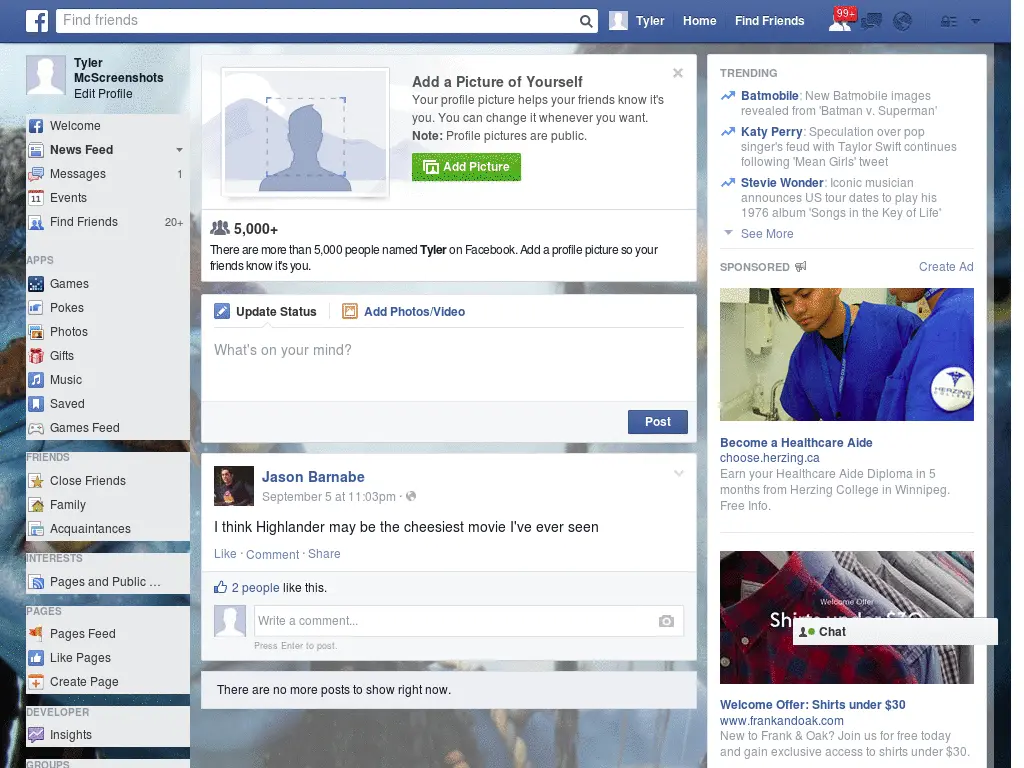 f Find friends Tyler Home Find Friends 99+
Tyler
McScreenshots
Edit Profile
Welcome
News Feed
Messages 1
11 Events
Find Friends 20+
APPS
Games
Pokes
Photos
Gifts
Music
Saved
Games Feed
FRIENDS
Close Friends
Family
Acquaintances
INTERESTS
Pages and Public ...
PAGES
Pages Feed
Like Pages
Create Page
DEVELOPER
Insights
GROUPS
Add a Picture of Yourself
Your profile picture helps your friends know it's
you. You can change it whenever you want.
Note: Profile pictures are public.
Add Picture
5,000+
There are more than 5,000 people named Tyler on Facebook. Add a profile picture so your
friends know it's you.
Update Status Add Photos/Video
What's on your mind?
Post
Jason Barnabe
September 5 at 11:03pm ·
I think Highlander may be the cheesiest movie I've ever seen
Like · Comment · Share
2 people like this.
Write a comment...
Press Enter to post.
There are no more posts to show right now.
TRENDING
Batmobile: New Batmobile images
revealed from 'Batman v. Superman'
Katy Perry: Speculation over pop
singer's feud with Taylor Swift continues
following 'Mean Girls' tweet
Stevie Wonder: Iconic musician
announces US tour dates to play his
1976 album 'Songs in the Key of Life'
See More
SPONSORED Create Ad
HERZING
COLLEGE
Become a Healthcare Aide
choose.herzing.ca
Earn your Healthcare Aide Diploma in 5
months from Herzing College in Winnipeg.
Free Info.
Welcome Offer
Shirts under $30
Chat
Welcome Offer: Shirts under $30
www.frankandoak.com
New to Frank & Oak? Join us for free today
and gain exclusive access to shirts under $30.